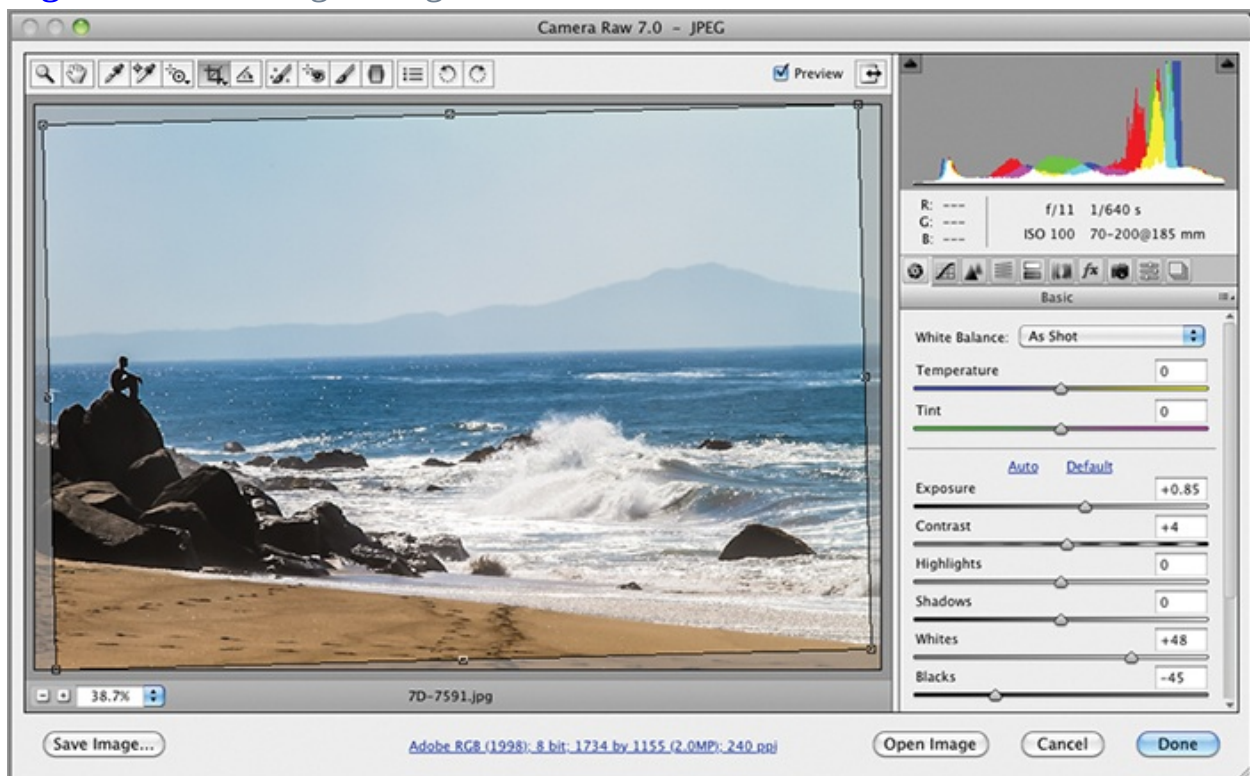 Camera Raw 7.0 – JPEG
Preview
R: ---
G: ---
B: ---
f/11 1/640 s
ISO 100 70-200@185 mm
fx
Basic
White Balance: As Shot
Temperature 0
Tint 0
Auto Default
Exposure +0.85
Contrast +4
Highlights 0
Shadows 0
Whites +48
Blacks -45
38.7%
7D-7591.jpg
Save Image...
Adobe RGB (1998); 8 bit; 1734 by 1155 (2.0MP); 240 ppi
Open Image
Cancel
Done